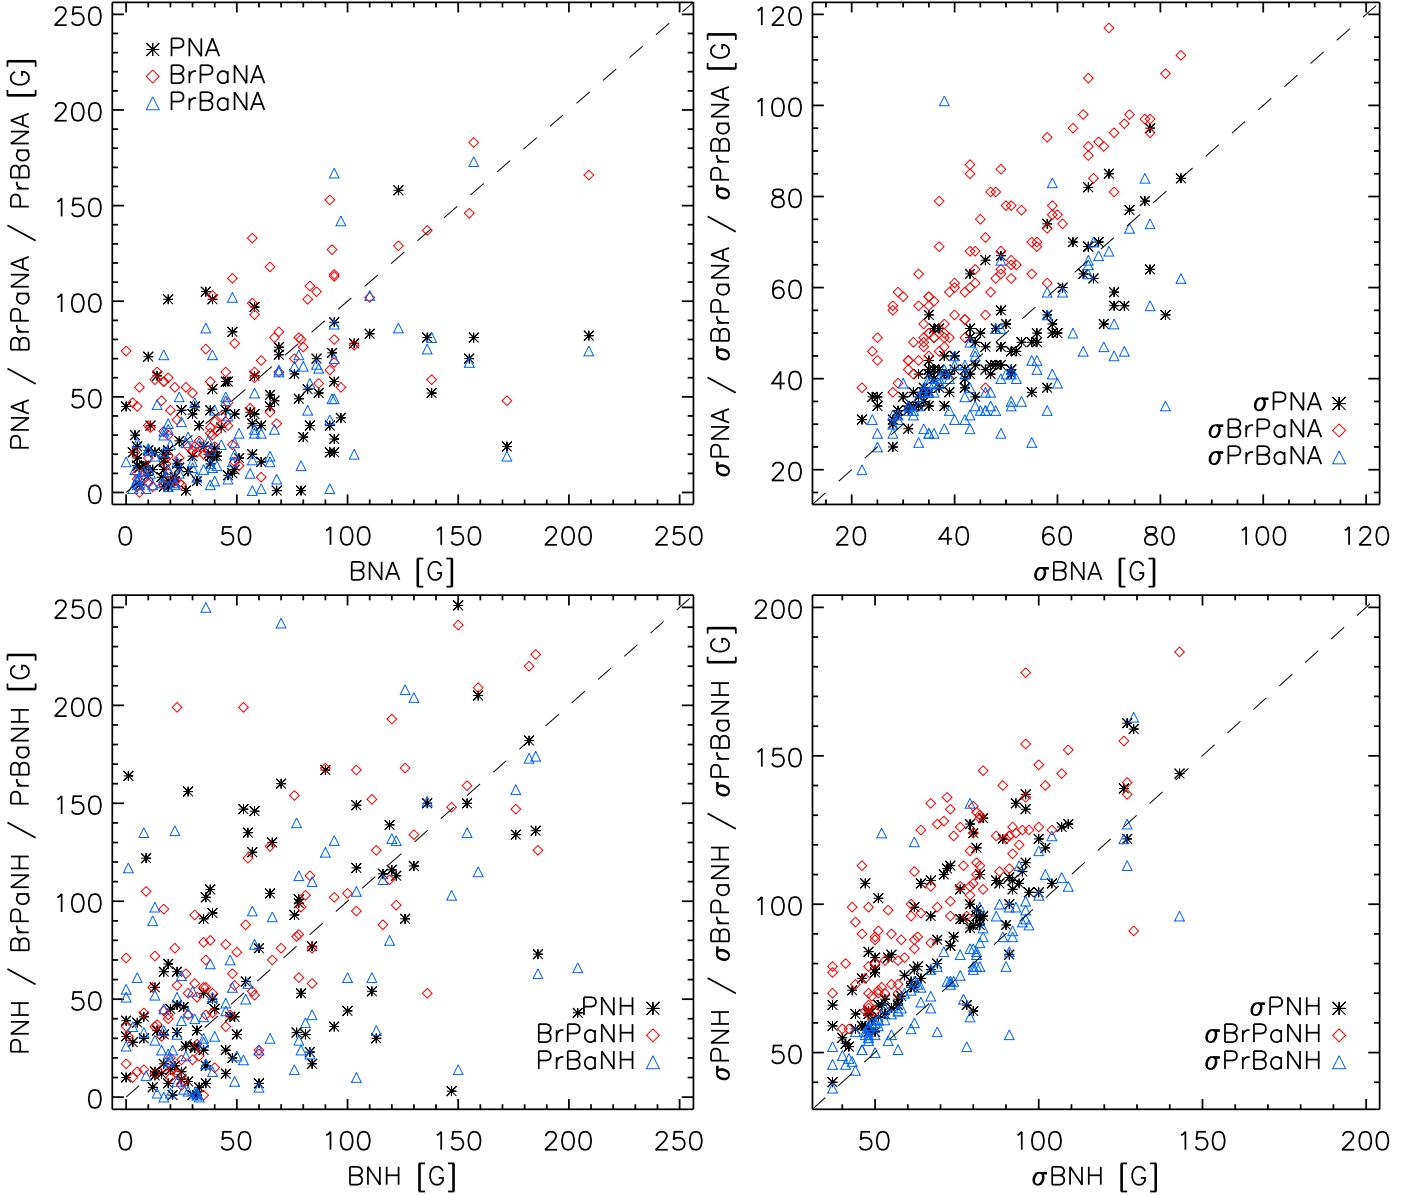 250
200
150
100
50
0
PNA / BrPaNA / PrBaNA [G]
PNA
BrPaNA
PrBaNA
0 50 100 150 200 250
BNA [G]
120
100
80
60
40
20
σPNA / σBrPaNA / σPrBaNA [G]
σPNA
σBrPaNA
σPrBaNA
20 40 60 80 100 120
σBNA [G]
250
200
150
100
50
0
PNH / BrPaNH / PrBaNH [G]
PNH
BrPaNH
PrBaNH
0 50 100 150 200 250
BNH [G]
200
150
100
50
σPNH / σBrPaNH / σPrBaNH [G]
σPNH
σBrPaNH
σPrBaNH
50 100 150 200
σBNH [G]